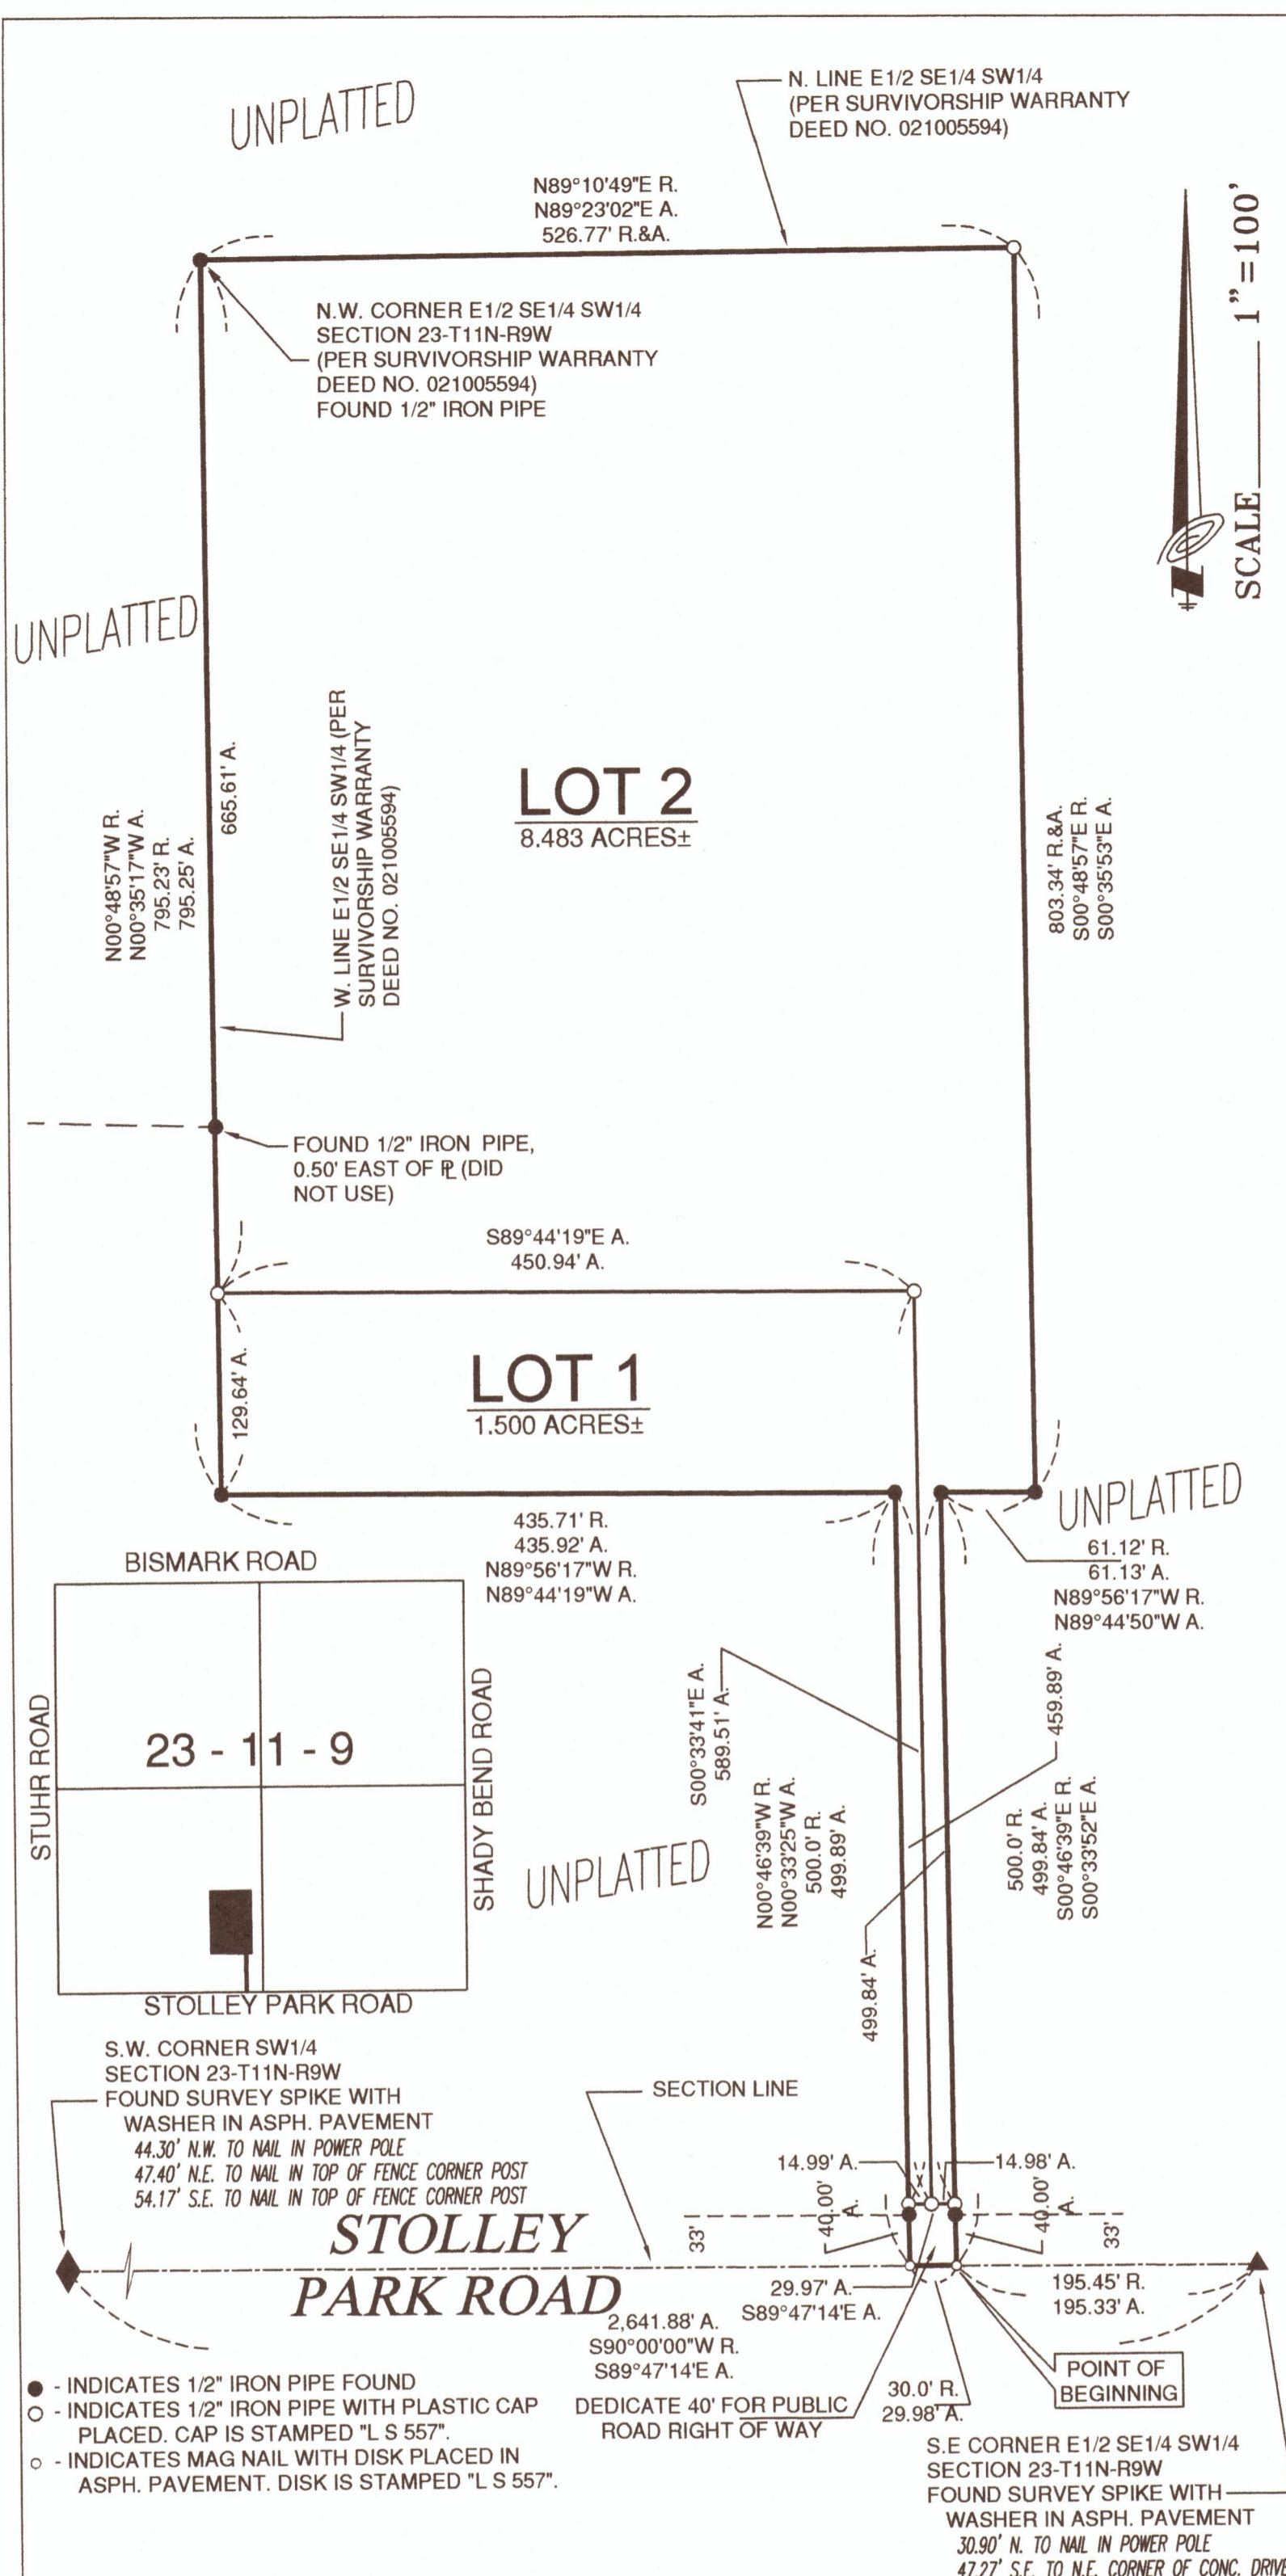 UNPLATTED
N. LINE E1/2 SE1/4 SW1/4
(PER SURVIVORSHIP WARRANTY
DEED NO. 021005594)
N89°10'49"E R.
N89°23'02"E A.
526.77' R.&A.
N.W. CORNER E1/2 SE1/4 SW1/4
SECTION 23-T11N-R9W
(PER SURVIVORSHIP WARRANTY
DEED NO. 021005594)
FOUND 1/2" IRON PIPE
SCALE 1"=100'
UNPLATTED
N00°48'57"W R.
N00°35'17"W A.
795.23' R.
795.25' A.
665.61' A.
W. LINE E1/2 SE1/4 SW1/4 (PER
SURVIVORSHIP WARRANTY
DEED NO. 021005594)
LOT 2
8.483 ACRES±
803.34' R.&A.
S00°48'57"E R.
S00°35'53"E A.
FOUND 1/2" IRON PIPE,
0.50' EAST OF PL (DID
NOT USE)
S89°44'19"E A.
450.94' A.
129.64' A.
LOT 1
1.500 ACRES±
435.71' R.
435.92' A.
N89°56'17"W R.
N89°44'19"W A.
UNPLATTED
61.12' R.
61.13' A.
N89°56'17"W R.
N89°44'50"W A.
BISMARK ROAD
STUHR ROAD
23 - 11 - 9
SHADY BEND ROAD
STOLLEY PARK ROAD
S00°33'41"E A.
589.51' A.
459.89' A.
N00°46'39"W R.
N00°33'25"W A.
500.0' R.
499.89' A.
500.0' R.
499.84' A.
S00°46'39"E R.
S00°33'52"E A.
UNPLATTED
499.84' A.
S.W. CORNER SW1/4
SECTION 23-T11N-R9W
FOUND SURVEY SPIKE WITH
WASHER IN ASPH. PAVEMENT
44.30' N.W. TO NAIL IN POWER POLE
47.40' N.E. TO NAIL IN TOP OF FENCE CORNER POST
54.17' S.E. TO NAIL IN TOP OF FENCE CORNER POST
SECTION LINE
14.99' A.
14.98' A.
40.00'
A.
40.00'
A.
33'
33'
STOLLEY
PARK ROAD
29.97' A.
S89°47'14'E A.
195.45' R.
195.33' A.
2,641.88' A.
S90°00'00"W R.
S89°47'14'E A.
DEDICATE 40' FOR PUBLIC
ROAD RIGHT OF WAY
30.0' R.
29.98' A.
POINT OF
BEGINNING
- INDICATES 1/2" IRON PIPE FOUND
- INDICATES 1/2" IRON PIPE WITH PLASTIC CAP
PLACED. CAP IS STAMPED "L S 557".
- INDICATES MAG NAIL WITH DISK PLACED IN
ASPH. PAVEMENT. DISK IS STAMPED "L S 557".
S.E CORNER E1/2 SE1/4 SW1/4
SECTION 23-T11N-R9W
FOUND SURVEY SPIKE WITH
WASHER IN ASPH. PAVEMENT
30.90' N. TO NAIL IN POWER POLE
47.27' S.E. TO N.E. CORNER OF CONC. DRIVE